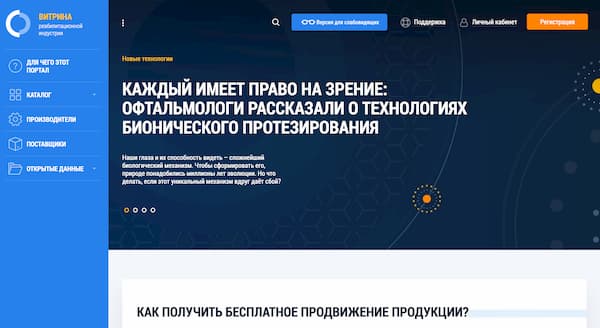 ВИТРИНА
реабилитационной
индустрии
ДЛЯ ЧЕГО ЭТОТ
ПОРТАЛ
КАТАЛОГ
ПРОИЗВОДИТЕЛИ
ПОСТАВЩИКИ
ОТКРЫТЫЕ ДАННЫЕ
Версия для слабовидящих
Поддержка
Личный кабинет
Регистрация
Новые технологии
КАЖДЫЙ ИМЕЕТ ПРАВО НА ЗРЕНИЕ:
ОФТАЛЬМОЛОГИ РАССКАЗАЛИ О ТЕХНОЛОГИЯХ
БИОНИЧЕСКОГО ПРОТЕЗИРОВАНИЯ
Наши глаза и их способность видеть – сложнейший
биологический механизм. Чтобы сформировать его,
природе понадобились миллионы лет эволюции. Но что
делать, если этот уникальный механизм вдруг даёт сбой?
КАК ПОЛУЧИТЬ БЕСПЛАТНОЕ ПРОДВИЖЕНИЕ ПРОДУКЦИИ?